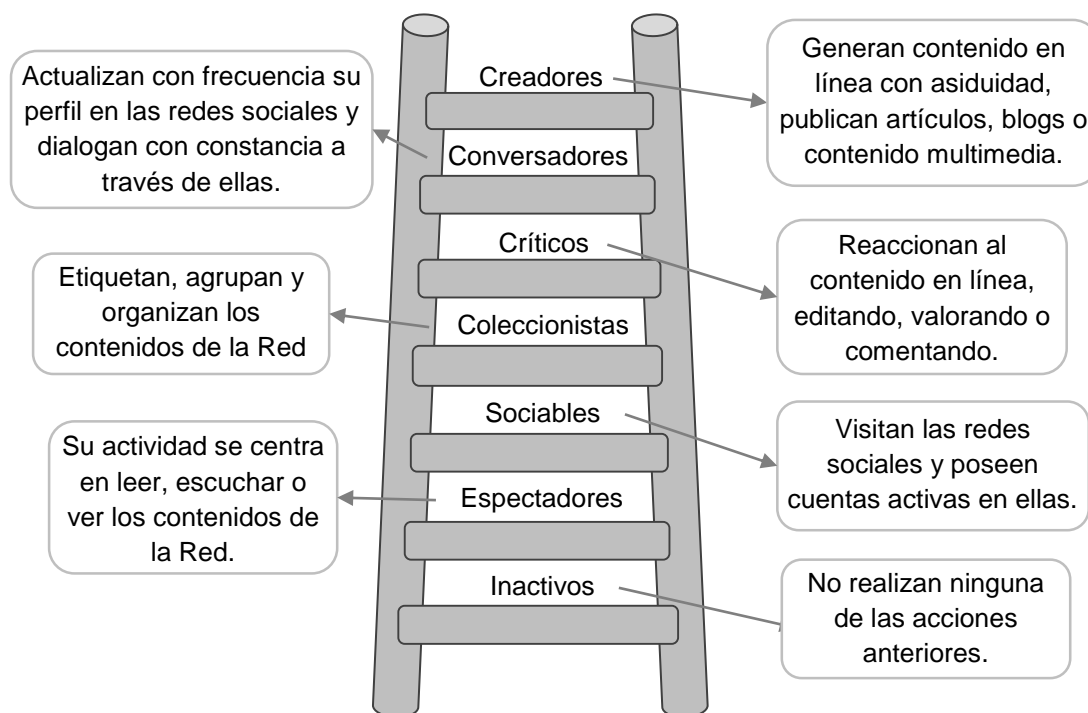 Creadores
Generan contenido en
línea con asiduidad,
publican artículos, blogs o
contenido multimedia.
Actualizan con frecuencia su
perfil en las redes sociales y
dialogan con constancia a
través de ellas.
Conversadores
Críticos
Reaccionan al
contenido en línea,
editando, valorando o
comentando.
Etiquetan, agrupan y
organizan los
contenidos de la Red
Coleccionistas
Sociables
Visitan las redes
sociales y poseen
cuentas activas en ellas.
Su actividad se centra
en leer, escuchar o
ver los contenidos de
la Red.
Espectadores
Inactivos
No realizan ninguna
de las acciones
anteriores.